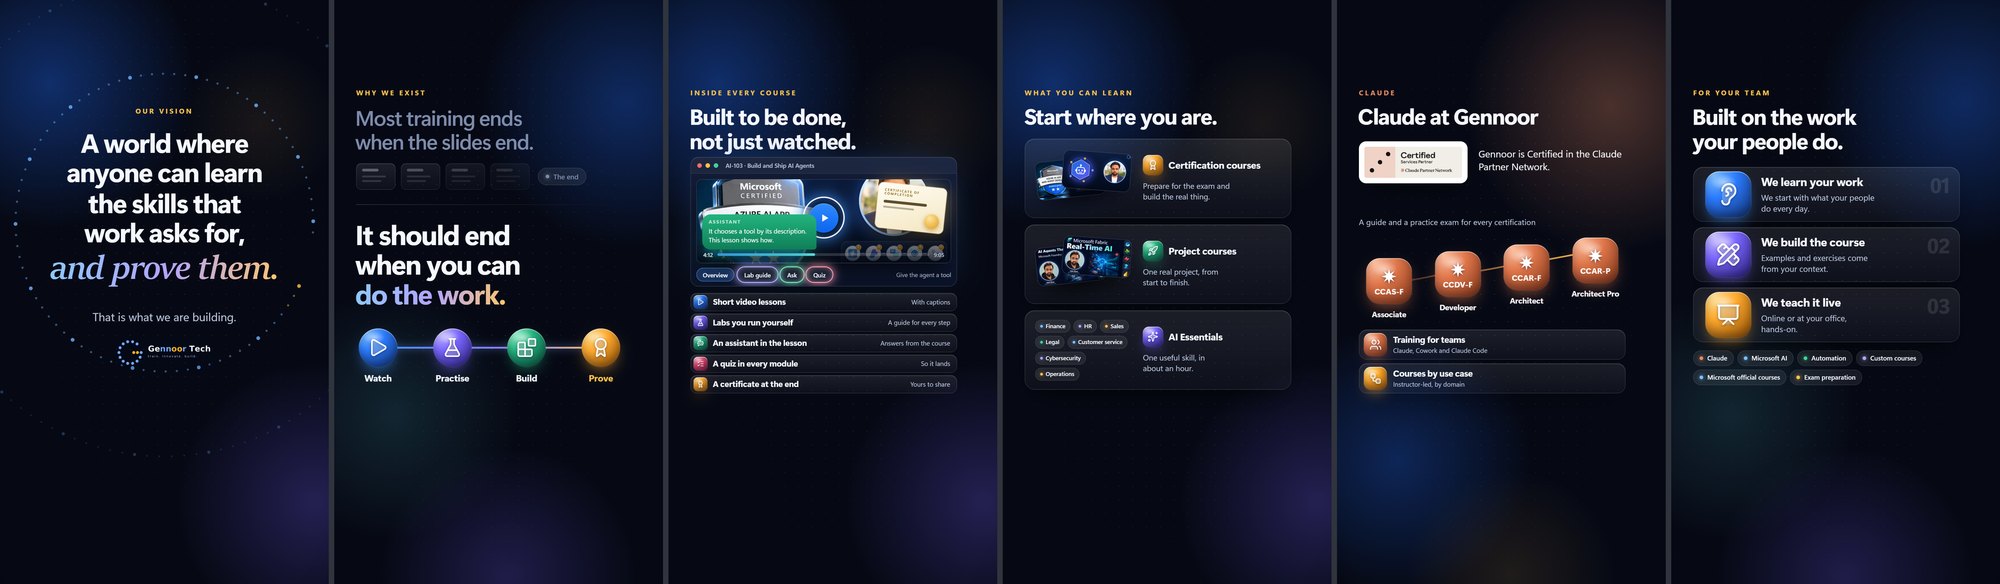 OUR VISION
A world where
anyone can learn
the skills that
work asks for,
and prove them.
That is what we are building.
Gennoor Tech
WHY WE EXIST
Most training ends
when the slides end.
The end
It should end
when you can
do the work.
Watch
Practise
Build
Prove
INSIDE EVERY COURSE
Built to be done,
not just watched.
AI-103 · Build and Ship AI Agents
Microsoft
CERTIFIED
CERTIFICATE OF
COMPLETION
ASSISTANT
It chooses a tool by its description.
This lesson shows how.
4:12
9:05
Overview
Lab guide
Ask
Quiz
Give the agent a tool
Short video lessons
With captions
Labs you run yourself
A guide for every step
An assistant in the lesson
Answers from the course
A quiz in every module
So it lands
A certificate at the end
Yours to share
WHAT YOU CAN LEARN
Start where you are.
Certification courses
Prepare for the exam and
build the real thing.
Microsoft Fabric
Real-Time AI
Project courses
One real project, from
start to finish.
Finance
HR
Sales
Legal
Customer service
Cybersecurity
Operations
AI Essentials
One useful skill, in
about an hour.
CLAUDE
Claude at Gennoor
Certified
Services Partner
Claude Partner Network
Gennoor is Certified in the Claude
Partner Network.
A guide and a practice exam for every certification
CCAS-F
Associate
CCDV-F
Developer
CCAR-F
Architect
CCAR-P
Architect Pro
Training for teams
Claude, Cowork and Claude Code
Courses by use case
Instructor-led, by domain
FOR YOUR TEAM
Built on the work
your people do.
We learn your work
We start with what your people
do every day.
01
We build the course
Examples and exercises come
from your context.
02
We teach it live
Online or at your office,
hands-on.
03
Claude
Microsoft AI
Automation
Custom courses
Microsoft official courses
Exam preparation